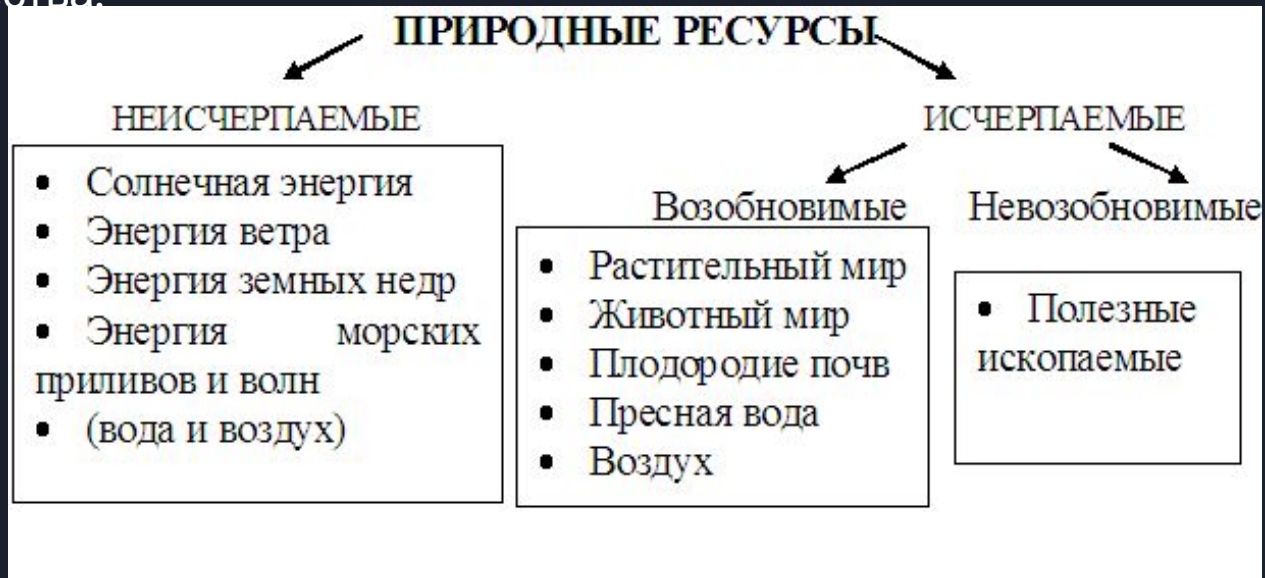 ПРИРОДНЫЕ РЕСУРСЫ
НЕИСЧЕРПАЕМЫЕ
• Солнечная энергия
• Энергия ветра
• Энергия земных недр
• Энергия морских
приливов и волн
• (вода и воздух)
ИСЧЕРПАЕМЫЕ
Возобновимые
• Растительный мир
• Животный мир
• Плодородие почв
• Пресная вода
• Воздух
Невозобновимые
• Полезные
ископаемые